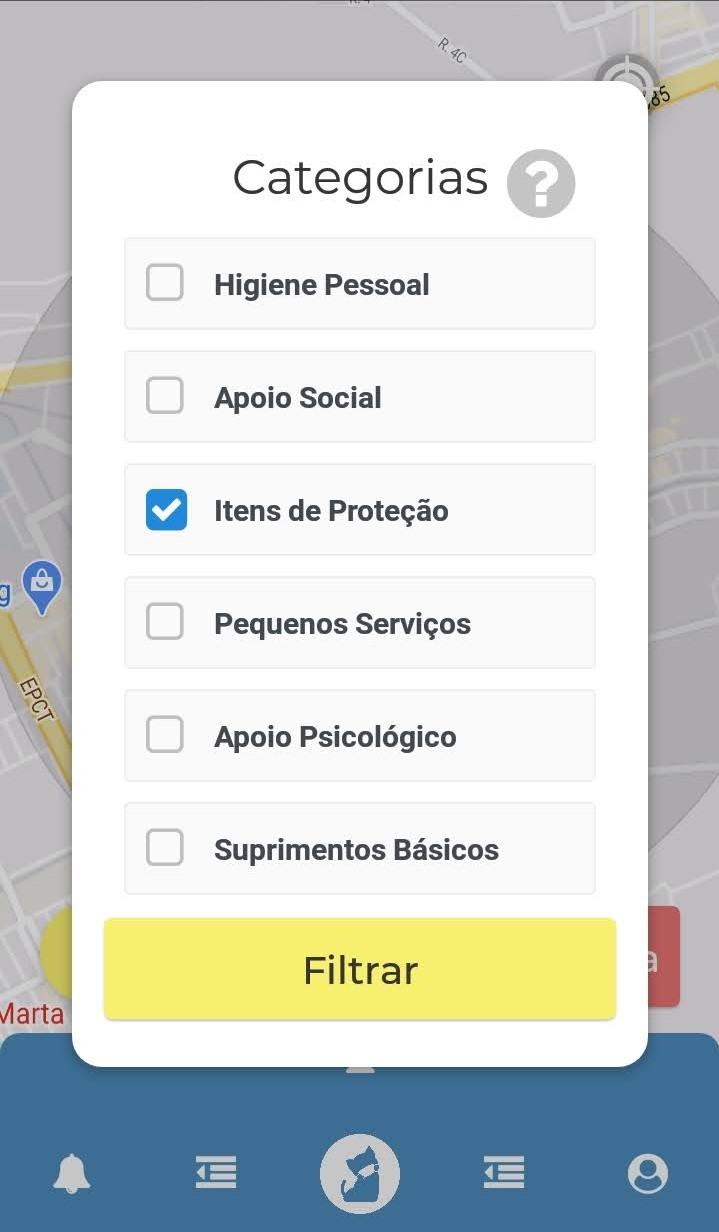 R. 4C
Categorias ?
Higiene Pessoal
Apoio Social
Itens de Proteção
Pequenos Serviços
EPCT
Apoio Psicológico
Suprimentos Básicos
Filtrar
Marta